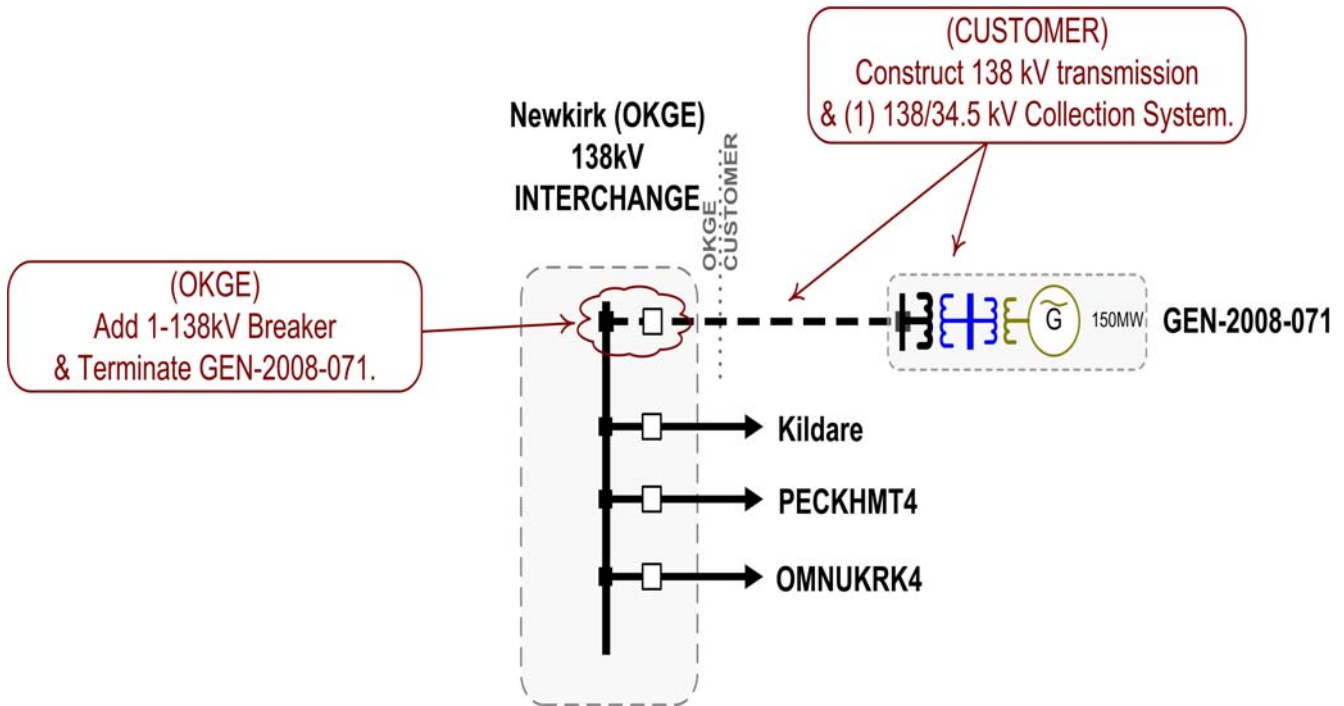 (CUSTOMER)
Construct 138 kV transmission
& (1) 138/34.5 kV Collection System.
Newkirk (OKGE)
138kV
INTERCHANGE
OKGE
CUSTOMER
(OKGE)
Add 1-138kV Breaker
& Terminate GEN-2008-071.
G
150MW
GEN-2008-071
Kildare
PECKHMT4
OMNUKRK4